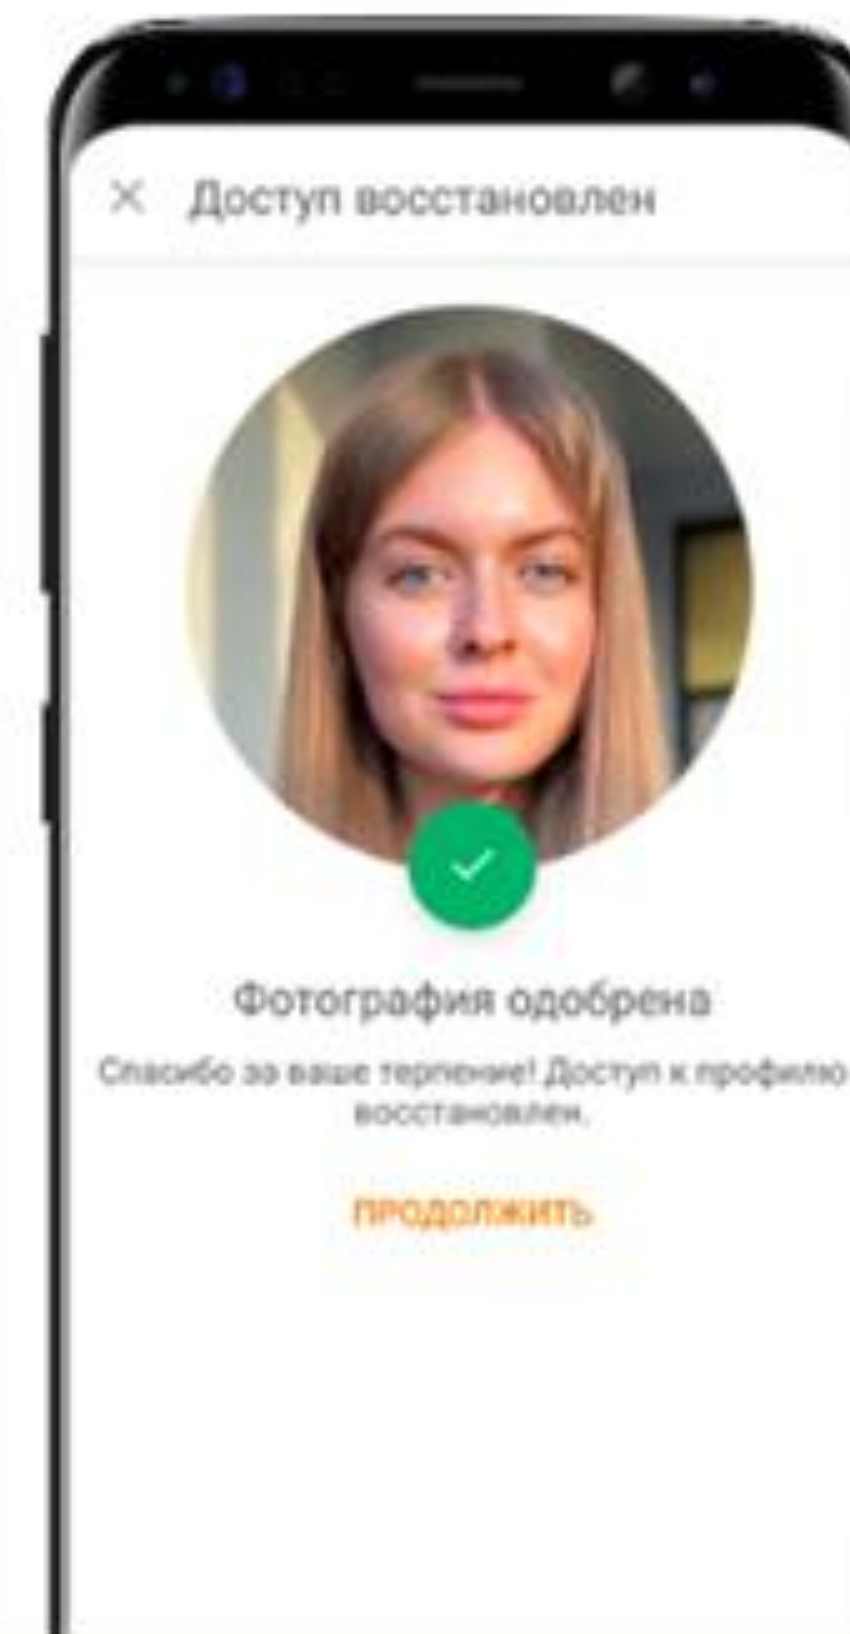 Доступ восстановлен
Фотография одобрена
Спасибо за ваше терпение! Доступ к профилю
восстановлен.
ПРОДОЛЖИТЬ